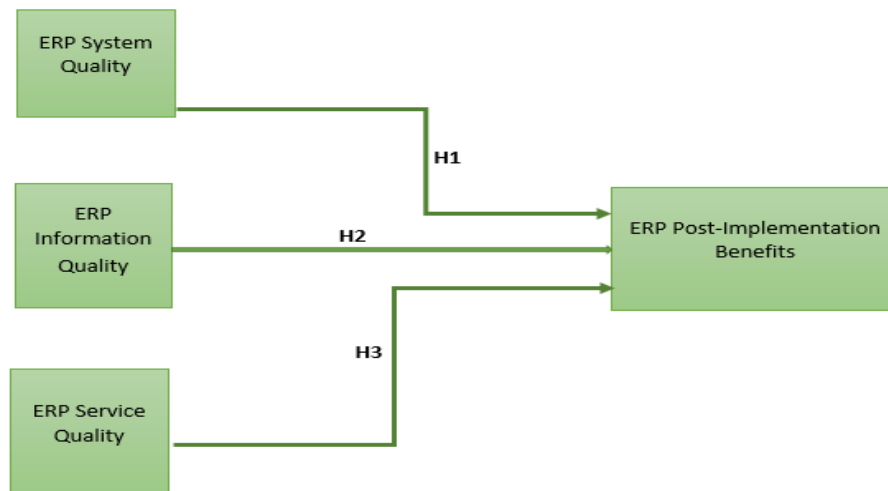 ERP System
Quality
H1
ERP
Information
Quality
H2
ERP Post-Implementation
Benefits
H3
ERP Service
Quality